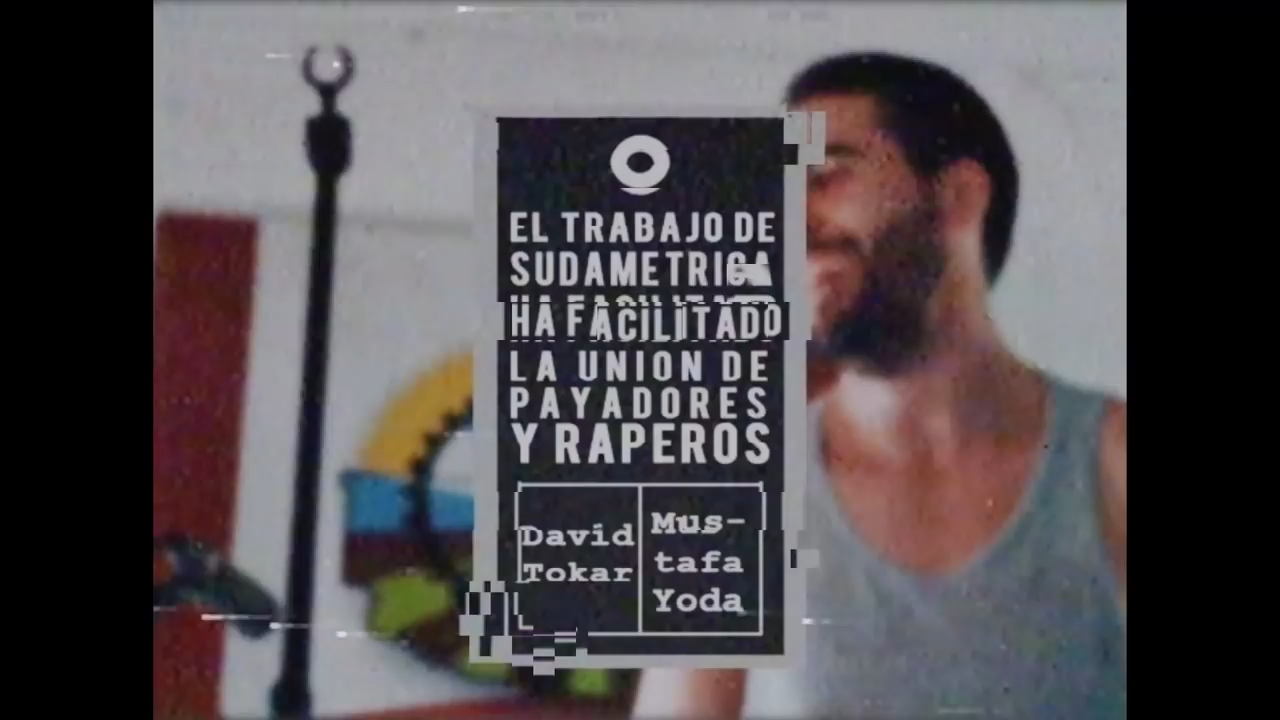 EL TRABAJO DE
SUDAMETRICA
HA FACILITADO
LA UNION DE
PAYADORES
Y RAPEROS
David
Tokar
Mus-
tafa
Yoda